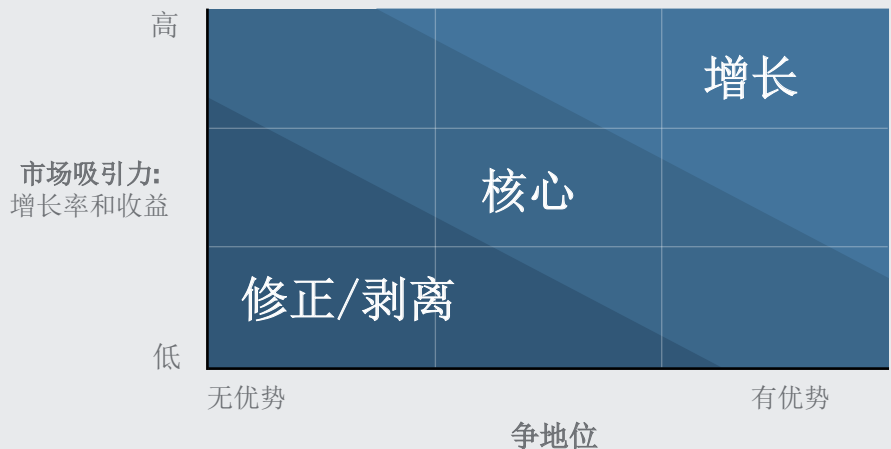 高
增长
市场吸引力:
增长率和收益
核心
修正/剥离
低
无优势
有优势
争地位